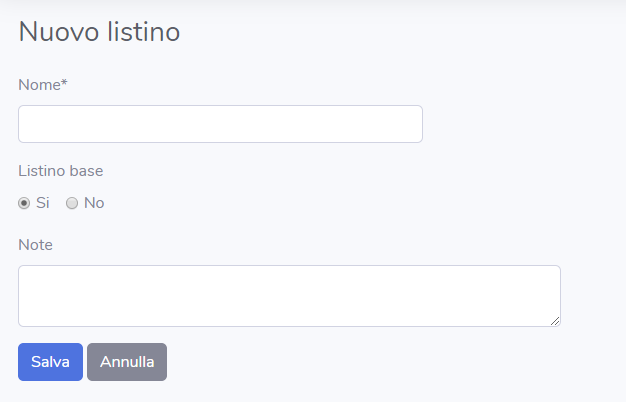 Nuovo listino
Nome*
Listino base
Si No
Note
Salva Annulla